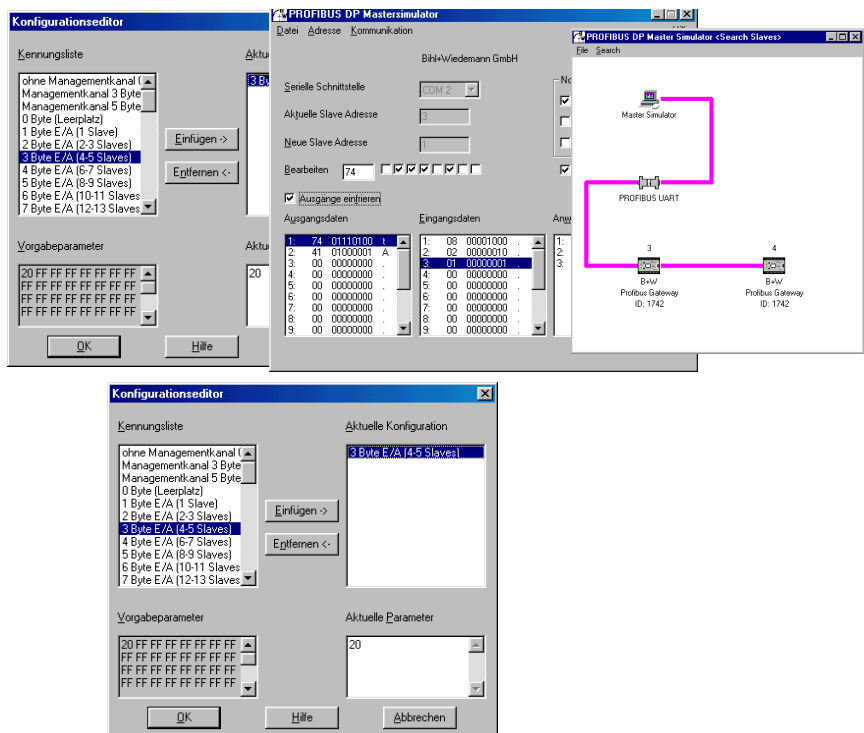 Konfigurationseditor
Kennungsliste
Aktu
ohne Managementkanal (
Managementkanal 3 Byte
Managementkanal 5 Byte
0 Byte (Leerplatz)
1 Byte E/A (1 Slave)
2 Byte E/A (2-3 Slaves)
3 Byte E/A (4-5 Slaves)
4 Byte E/A (6-7 Slaves)
5 Byte E/A (8-9 Slaves)
6 Byte E/A (10-11 Slaves
7 Byte E/A (12-13 Slaves
3 By
Einfügen ->
Entfernen <-
Vorgabeparameter
Aktu
20 FF FF FF FF FF FF FF
FF FF FF FF FF FF FF FF
FF FF FF FF FF FF FF FF
FF FF FF FF FF FF FF FF
20
OK
Hilfe
PROFIBUS DP Mastersimulator
Datei Adresse Kommunikation
Bihl+Wiedemann GmbH
Serielle Schnittstelle
COM 2
No
Aktuelle Slave Adresse
3
Neue Slave Adresse
1
Bearbeiten
74
Ausgänge einfrieren
Ausgangsdaten
Eingangsdaten
Anw
1: 74 01110100 t
2: 41 01000001 A
3: 00 00000000 .
4: 00 00000000 .
5: 00 00000000 .
6: 00 00000000 .
7: 00 00000000 .
8: 00 00000000 .
9: 00 00000000 .
1: 08 00001000 .
2: 02 00000010 .
3: 01 00000001 .
4: 00 00000000 .
5: 00 00000000 .
6: 00 00000000 .
7: 00 00000000 .
8: 00 00000000 .
9: 00 00000000 .
1:
2:
3:
PROFIBUS DP Master Simulator <Search Slaves>
File Search
Master Simulator
PROFIBUS UART
3
B+W
Profibus Gateway
ID: 1742
4
B+W
Profibus Gateway
ID: 1742
Konfigurationseditor
Kennungsliste
Aktuelle Konfiguration
ohne Managementkanal (
Managementkanal 3 Byte
Managementkanal 5 Byte
0 Byte (Leerplatz)
1 Byte E/A (1 Slave)
2 Byte E/A (2-3 Slaves)
3 Byte E/A (4-5 Slaves)
4 Byte E/A (6-7 Slaves)
5 Byte E/A (8-9 Slaves)
6 Byte E/A (10-11 Slaves
7 Byte E/A (12-13 Slaves
3 Byte E/A (4-5 Slaves)
Einfügen ->
Entfernen <-
Vorgabeparameter
Aktuelle Parameter
20 FF FF FF FF FF FF FF
FF FF FF FF FF FF FF FF
FF FF FF FF FF FF FF FF
FF FF FF FF FF FF FF FF
20
OK
Hilfe
Abbrechen